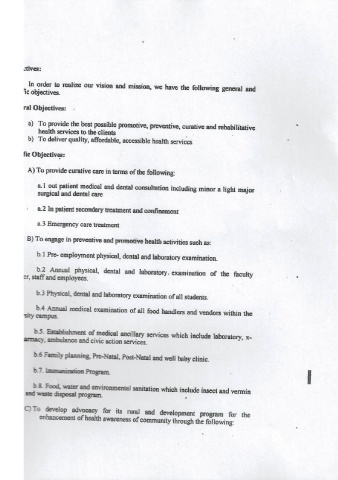 ctives:
In order to realize our vision and mission, we have the following general and
ic objectives.
ral Objectives:
a) To provide the best possible promotive, preventive, curative and rehabilitative
health services to the clients
b) To deliver quality, affordable, accessible health services
fic Objectives:
A) To provide curative care in terms of the following:
a.1 out patient medical and dental consultation including minor a light major
surgical and dental care
a.2 In patient secondary treatment and confinement
a.3 Emergency care treatment
B) To engage in preventive and promotive health activities such as:
b.1 Pre- employment physical, dental and laboratory examination.
b.2 Annual physical, dental and laboratory. examination of the faculty
er, staff and employees.
b.3 Physical, dental and laboratory examination of all students.
b.4 Annual medical examination of all food handlers and vendors within the
sity campus.
b.5. Establishment of medical ancillary services which include laboratory, x-
armacy, ambulance and civic action services.
b.6 Family planning, Pre-Natal, Post-Natal and well baby clinic.
b.7. Immunization Program.
b.8. Food, water and environmental sanitation which include insect and vermin
and waste disposal program.
C) To develop advocacy for its rural and development program for the
enhancement of health awareness of community through the following: